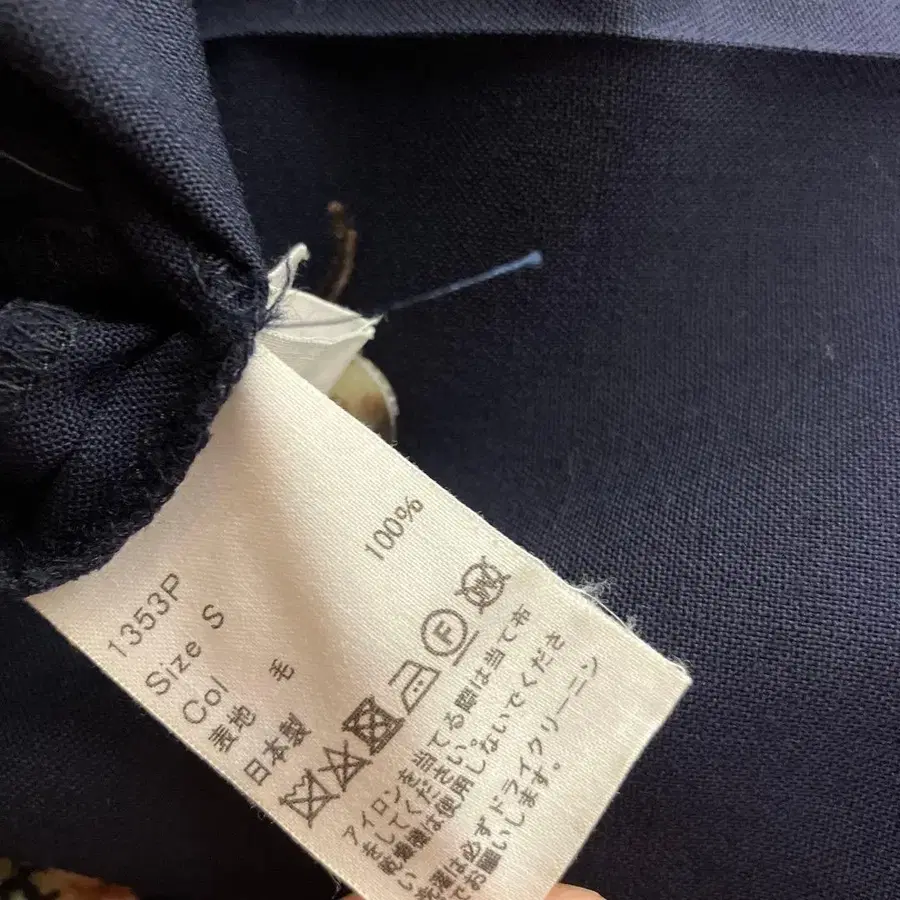 1353P
Size S
Col
表地 毛 100%
日本製
F
W
アイロンを当てる際は当て布
をしてください。
乾燥機は使用しないでくださ
い
洗濯は必ずドライクリーニン
でお願いします。